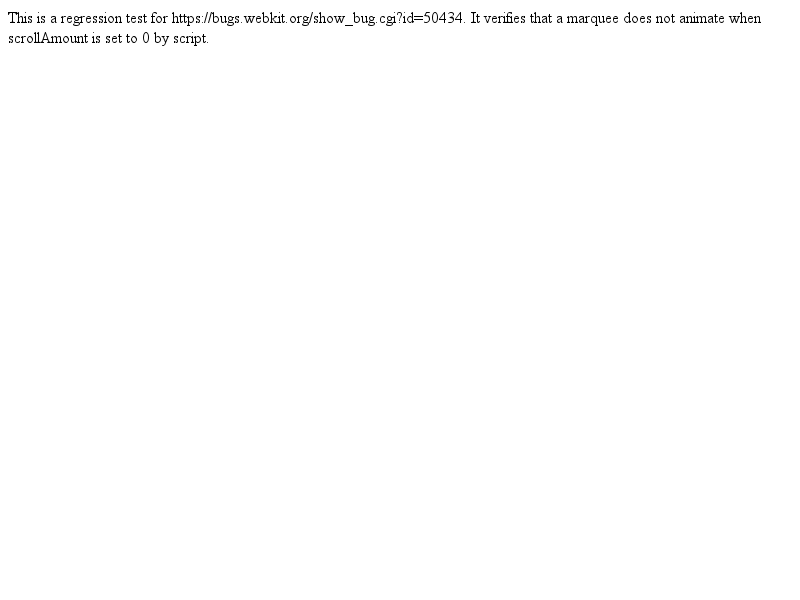 This is a regression test for https://bugs.webkit.org/show_bug.cgi?id=50434. It verifies that a marquee does not animate when
scrollAmount is set to 0 by script.